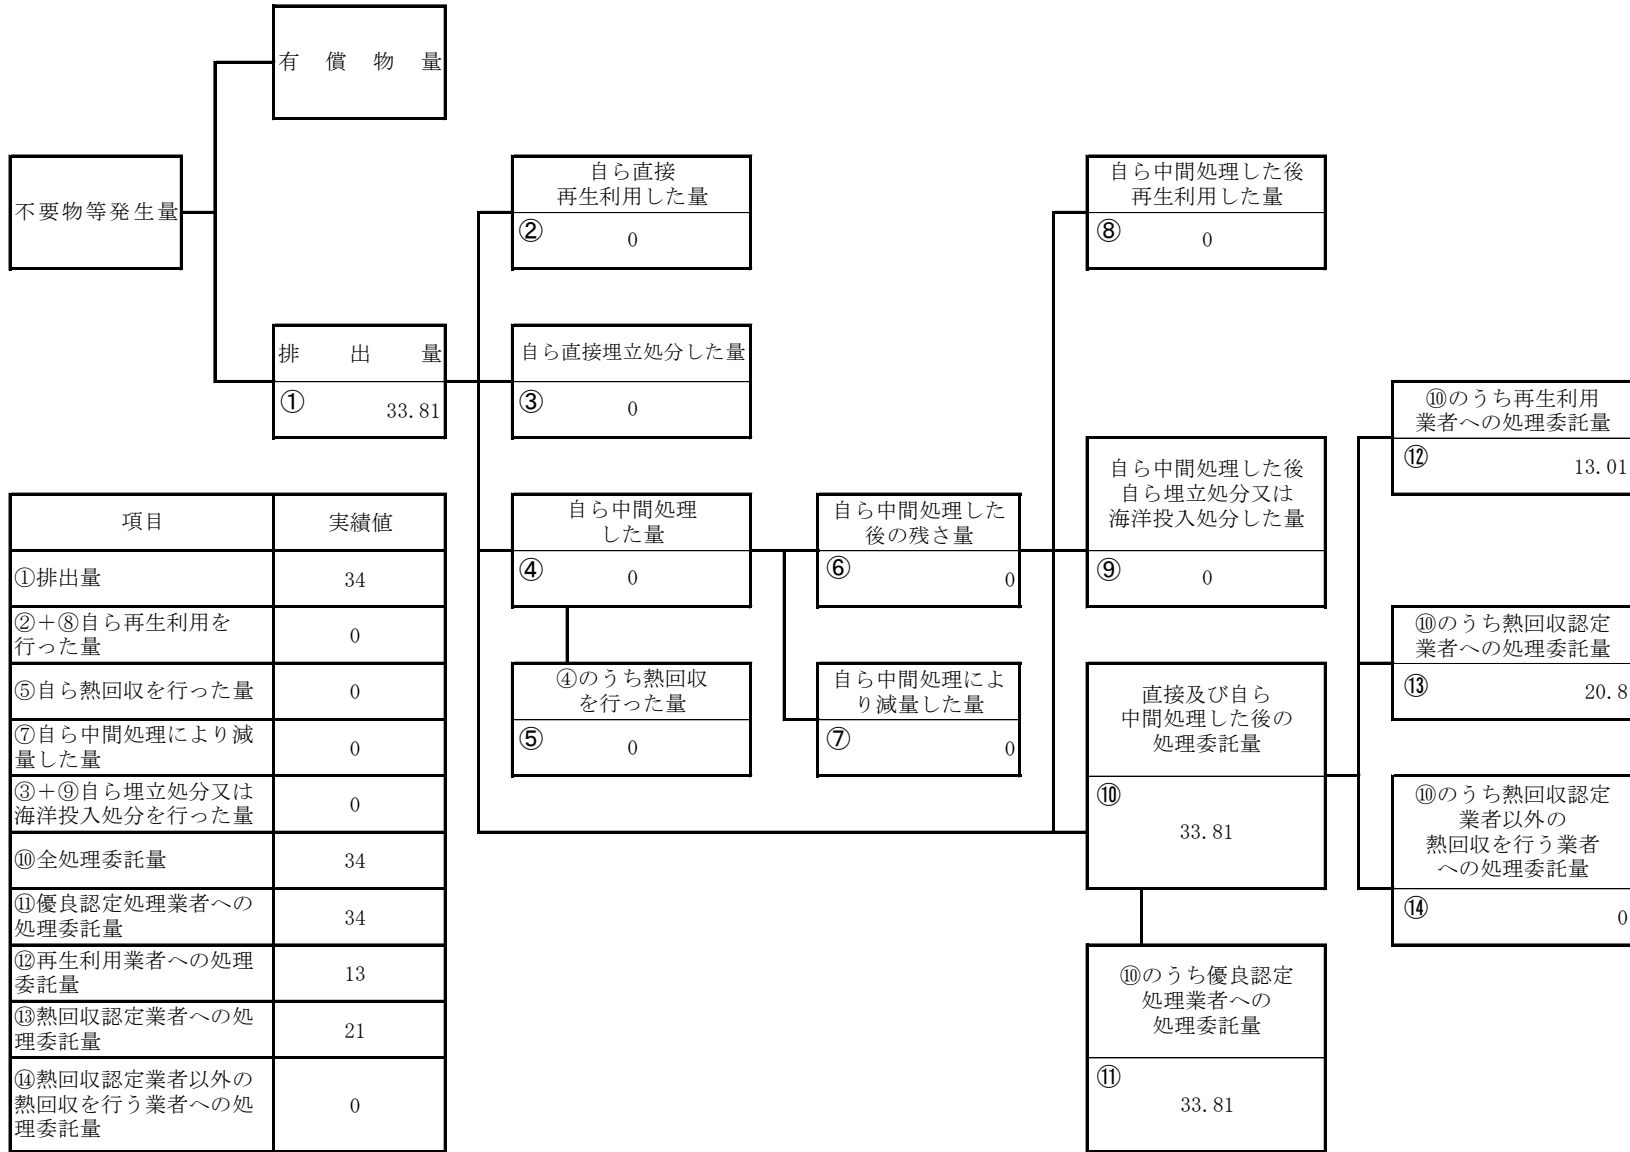 有償物量
不要物等発生量
自ら直接
再生利用した量
②
0
自ら中間処理した後
再生利用した量
⑧
0
排出量
①
33.81
自ら直接埋立処分した量
③
0
⑩のうち再生利用
業者への処理委託量
⑫
13.01
自ら中間処理
した量
④
0
自ら中間処理した
後の残さ量
⑥
0
自ら中間処理した後
自ら埋立処分又は
海洋投入処分した量
⑨
0
⑩のうち熱回収認定
業者への処理委託量
⑬
20.8
④のうち熱回収
を行った量
⑤
0
自ら中間処理によ
り減量した量
⑦
0
直接及び自ら
中間処理した後の
処理委託量
⑩
33.81
⑩のうち熱回収認定
業者以外の
熱回収を行う業者
への処理委託量
⑭
0
⑩のうち優良認定
処理業者への
処理委託量
⑪
33.81
項目 実績値
①排出量 34
②＋⑧自ら再生利用を
行った量 0
⑤自ら熱回収を行った量 0
⑦自ら中間処理により減
量した量 0
③＋⑨自ら埋立処分又は
海洋投入処分を行った量 0
⑩全処理委託量 34
⑪優良認定処理業者への
処理委託量 34
⑫再生利用業者への処理
委託量 13
⑬熱回収認定業者への処
理委託量 21
⑭熱回収認定業者以外の
熱回収を行う業者への処
理委託量 0